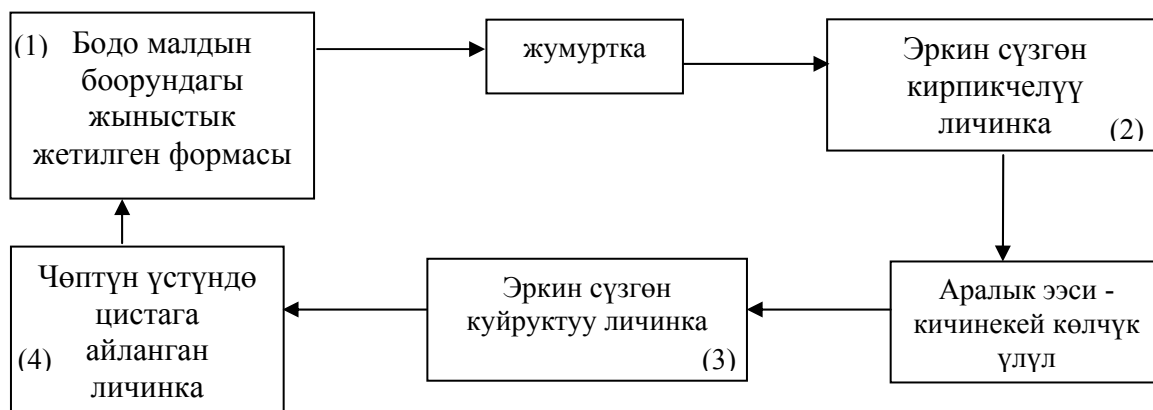 (1) Бодо малдын
боорундагы
жыныстык
жетилген формасы
жумуртка
Эркин сүзгөн
кирпикчелүү
личинка
(2)
Аралык ээси -
кичинекей көлчүк
үлүл
Эркин сүзгөн
куйруктуу личинка
(3)
Чөптүн үстүндө
цистага
айланган
(4) личинка